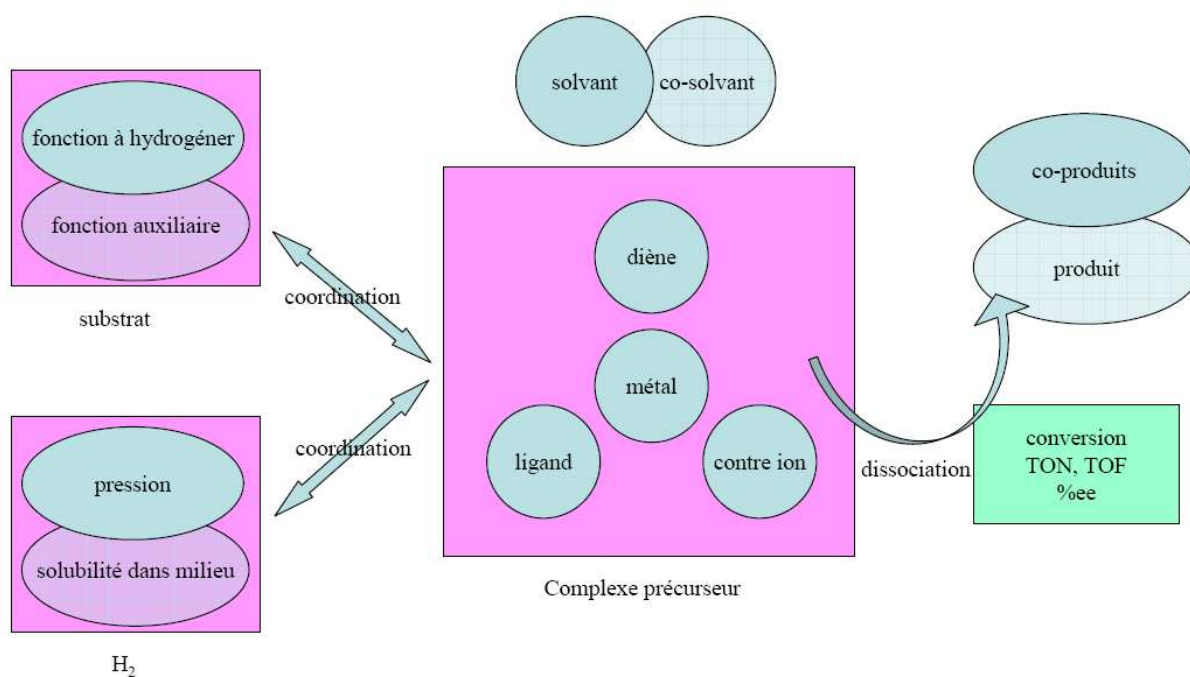 solvant
co-solvant
fonction à hydrogéner
fonction auxiliaire
substrat
coordination
pression
solubilité dans milieu
H₂
coordination
diène
métal
ligand
contre ion
Complexe précurseur
dissociation
co-produits
produit
conversion
TON, TOF
%ee